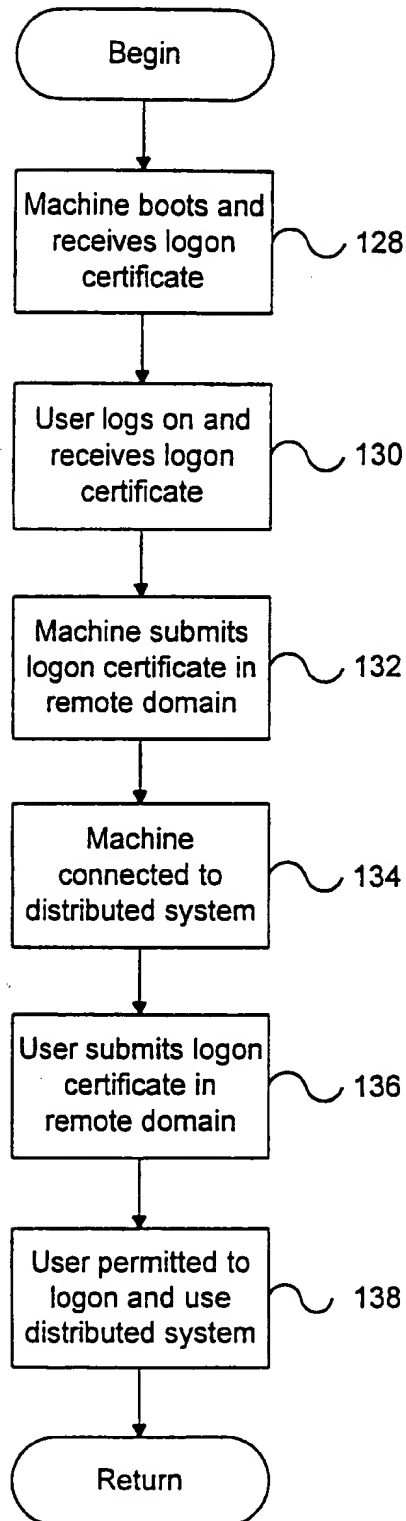 Begin
Machine boots and
receives logon
certificate
128
User logs on and
receives logon
certificate
130
Machine submits
logon certificate in
remote domain
132
Machine
connected to
distributed system
134
User submits logon
certificate in
remote domain
136
User permitted to
logon and use
distributed system
138
Return